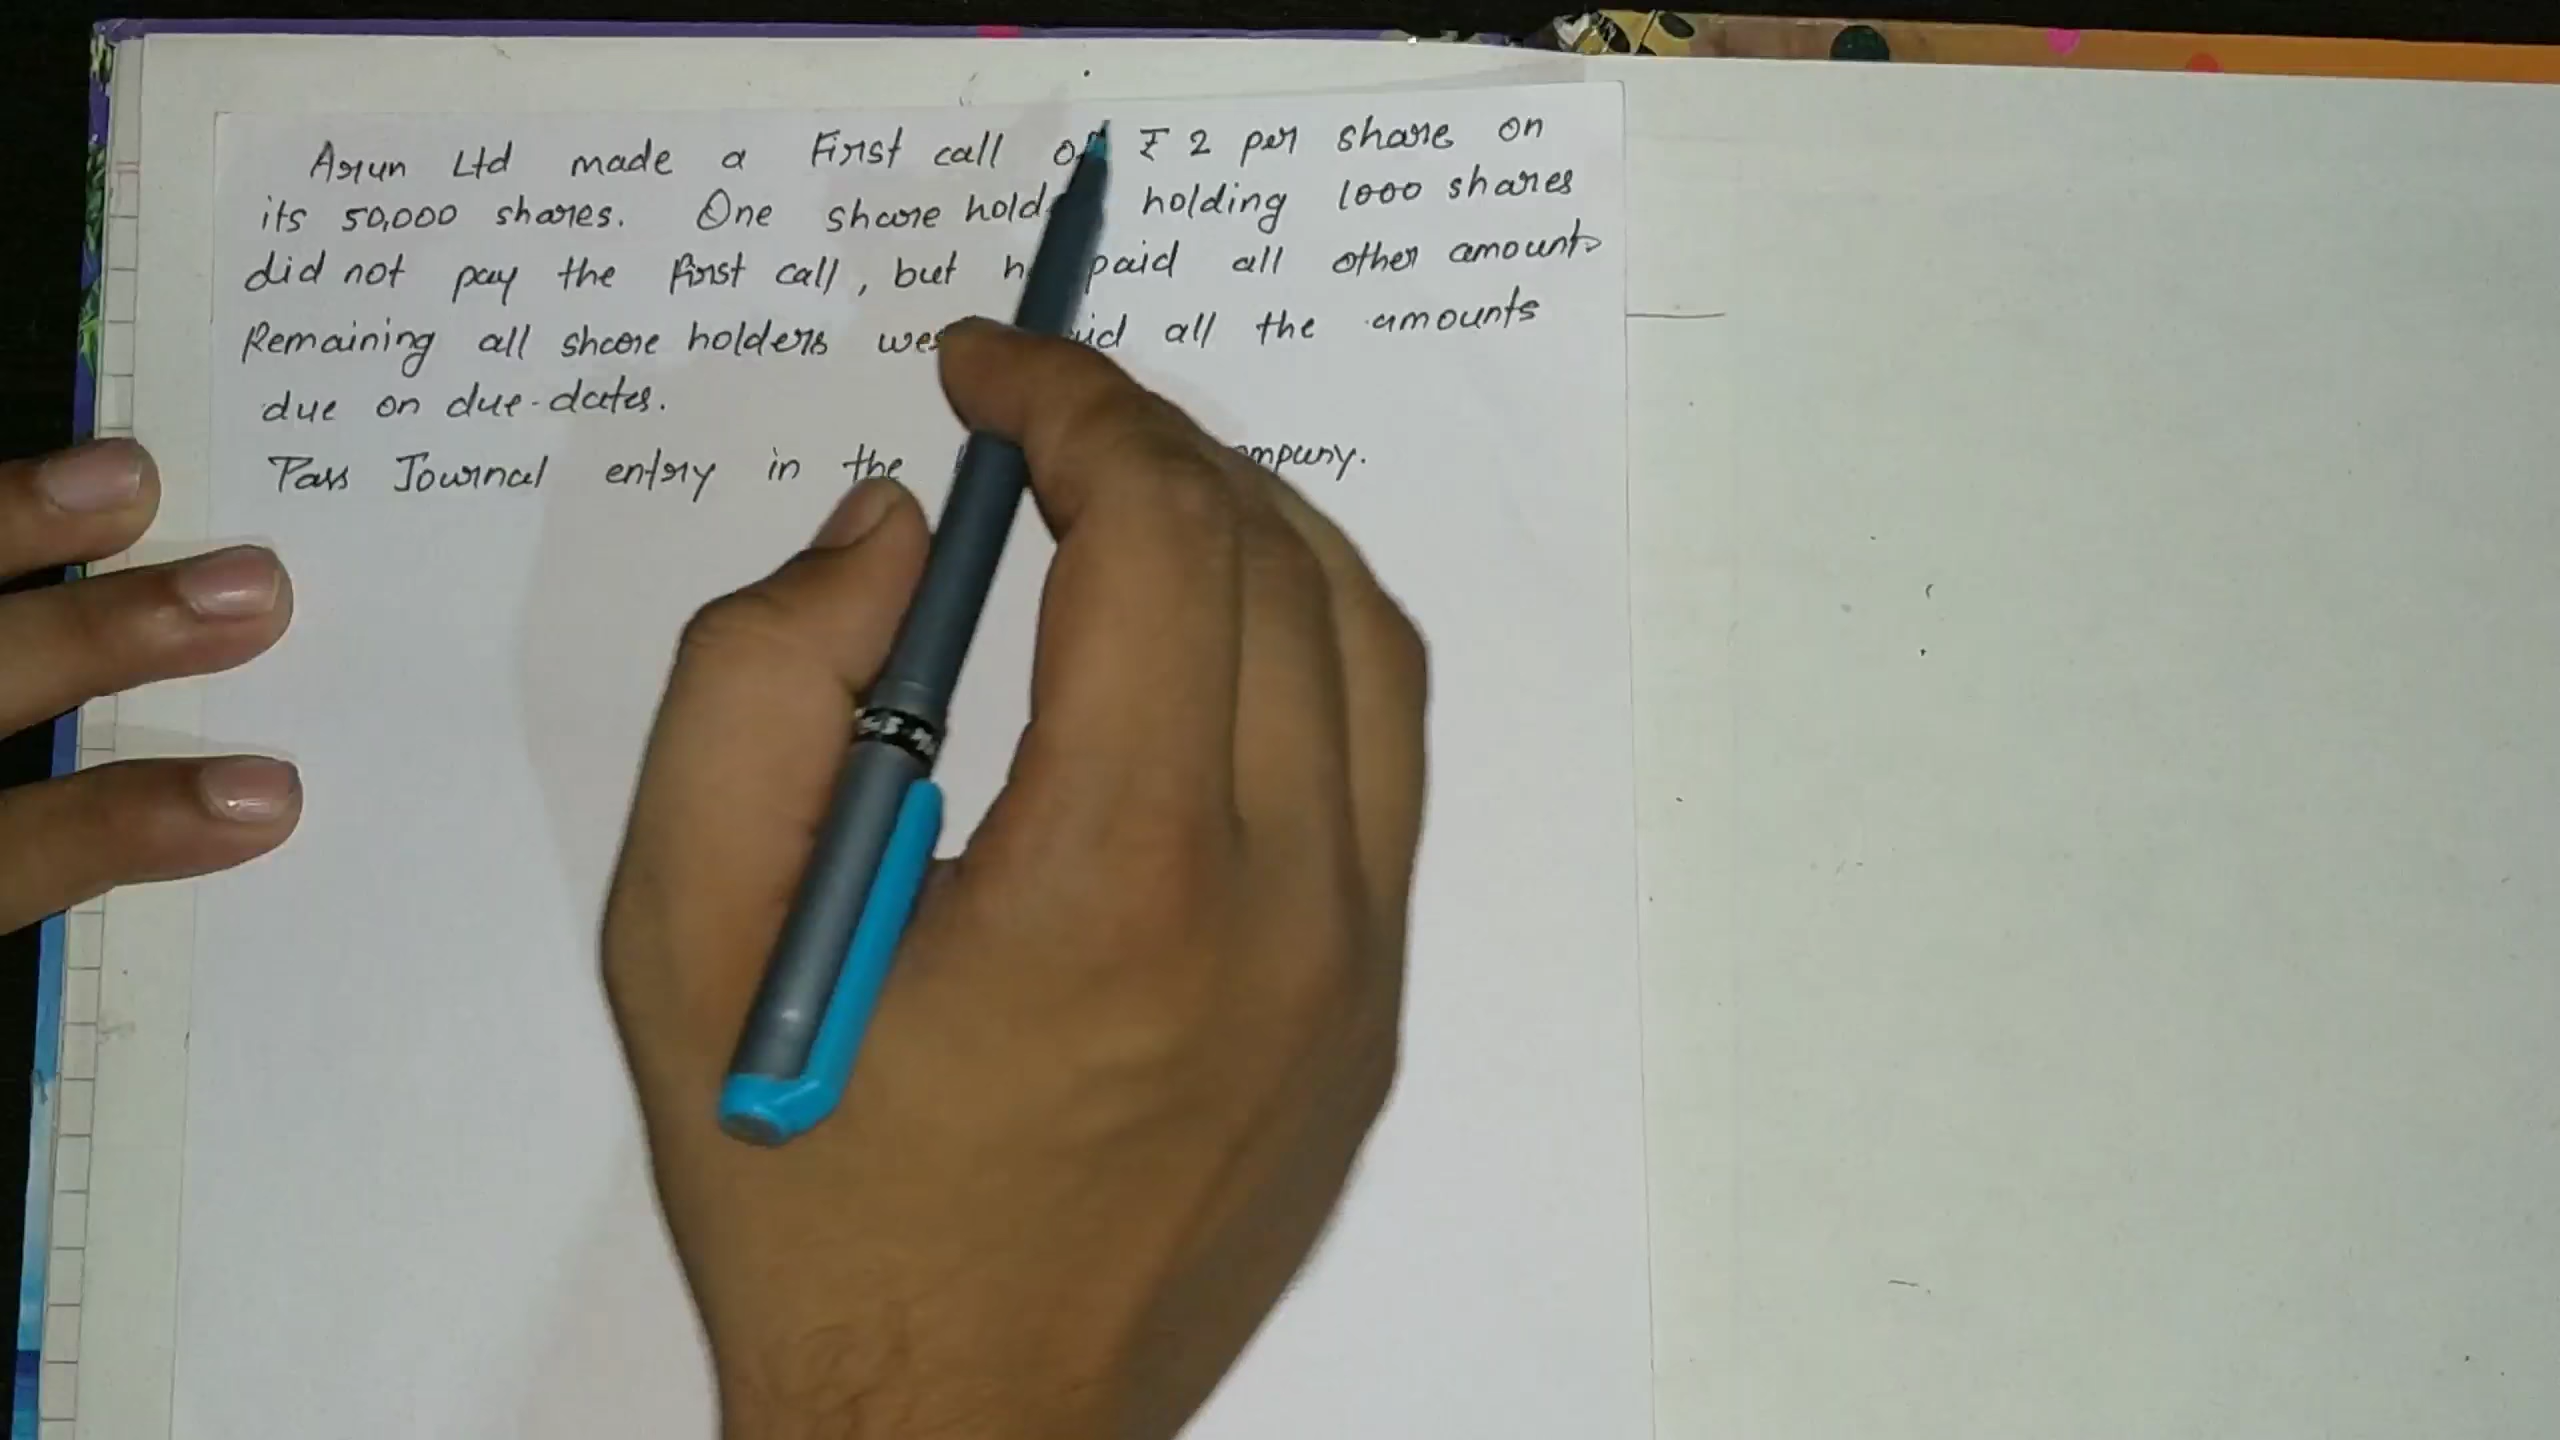 Arun Ltd made a First call of ₹ 2 per share on
its 50,000 shares. One share holding 1000 shares
did not pay the first call, but paid all other amounts
Remaining all share holders all the amounts
due on due-dates.
Pass Journal entry in the